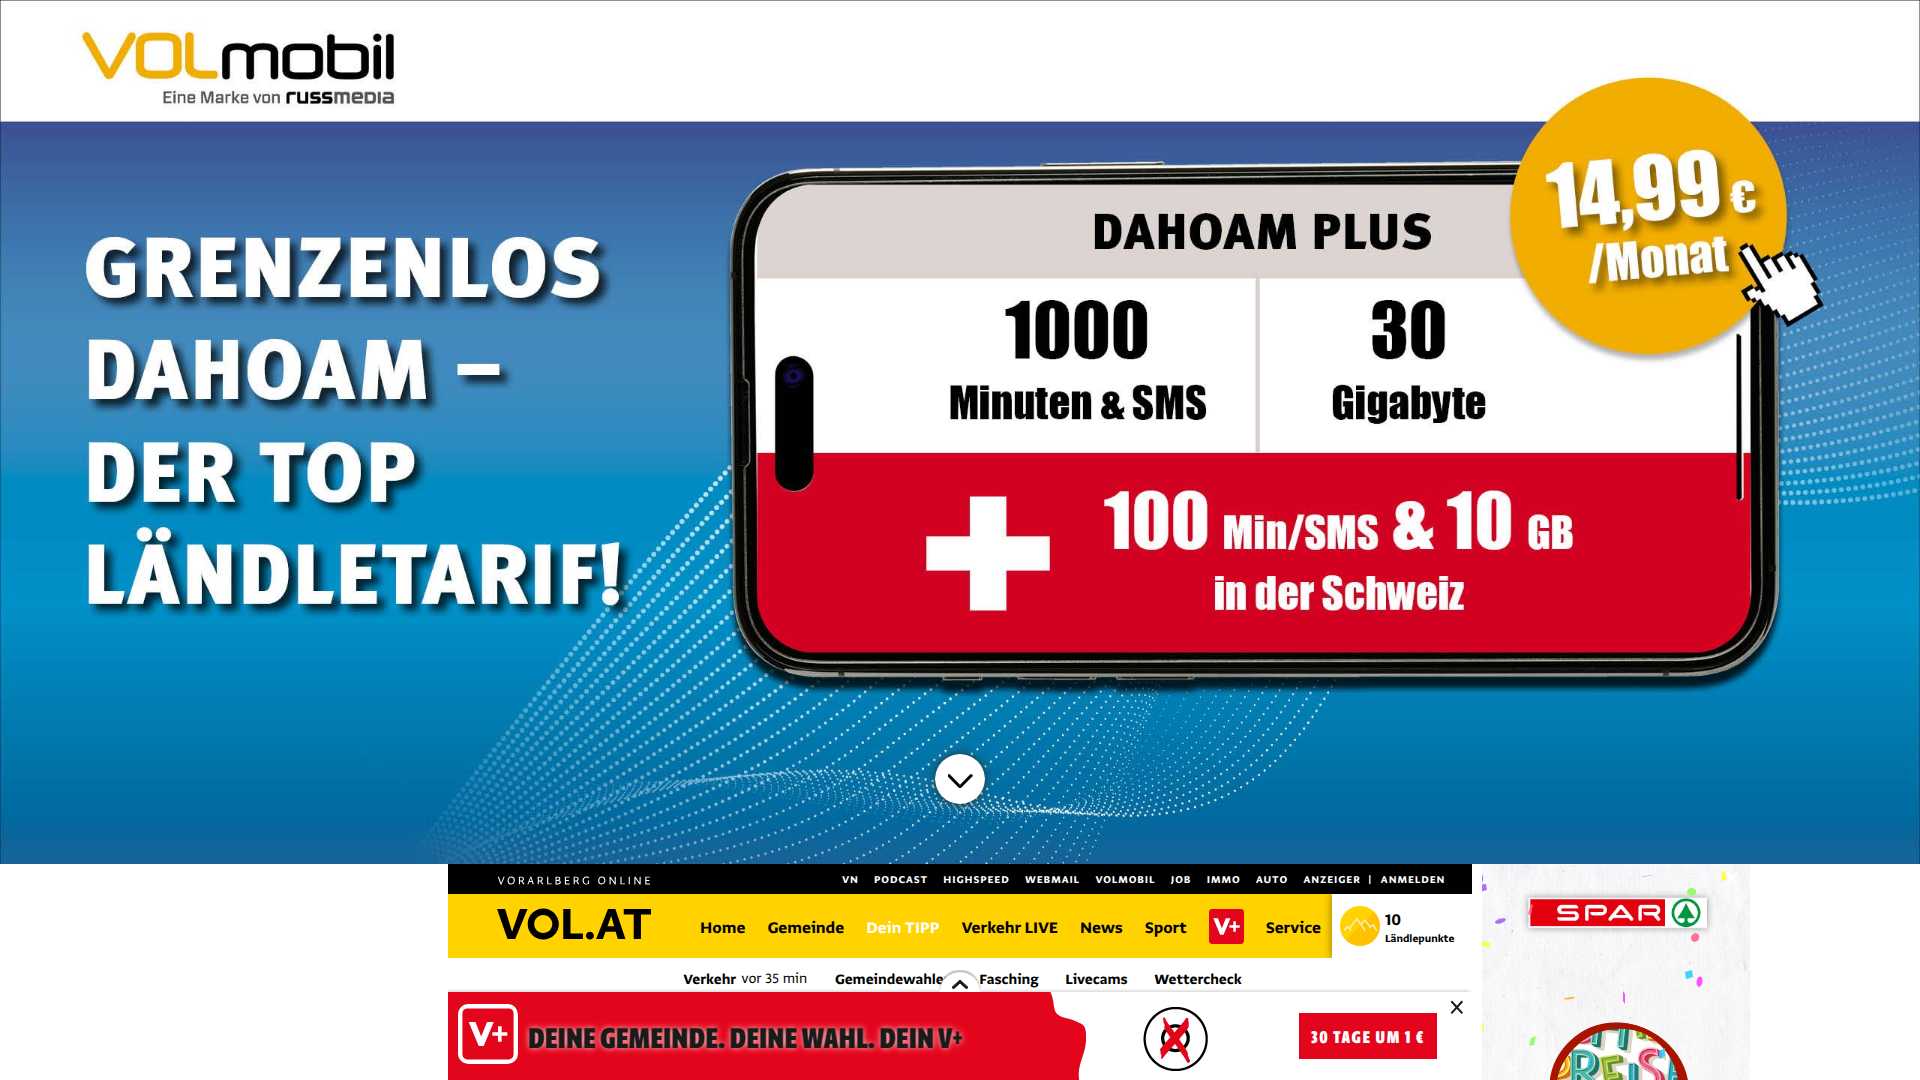 VOLmobil
Eine Marke von russmedia
GRENZENLOS
DAHOAM –
DER TOP
LÄNDLETARIF!
DAHOAM PLUS
14,99 €
/Monat
1000
Minuten & SMS
30
Gigabyte
100 Min/SMS & 10 GB
in der Schweiz
VORARLBERG ONLINE
VN PODCAST HIGHSPEED WEBMAIL VOLMOBIL JOB IMMO AUTO ANZEIGER | ANMELDEN
VOL.AT
Home Gemeinde Dein TIPP Verkehr LIVE News Sport V+ Service
10
Ländlepunkte
Verkehr vor 35 min Gemeindewahle Fasching Livecams Wettercheck
V+ DEINE GEMEINDE. DEINE WAHL. DEIN V+
30 TAGE UM 1 €
X
SPAR